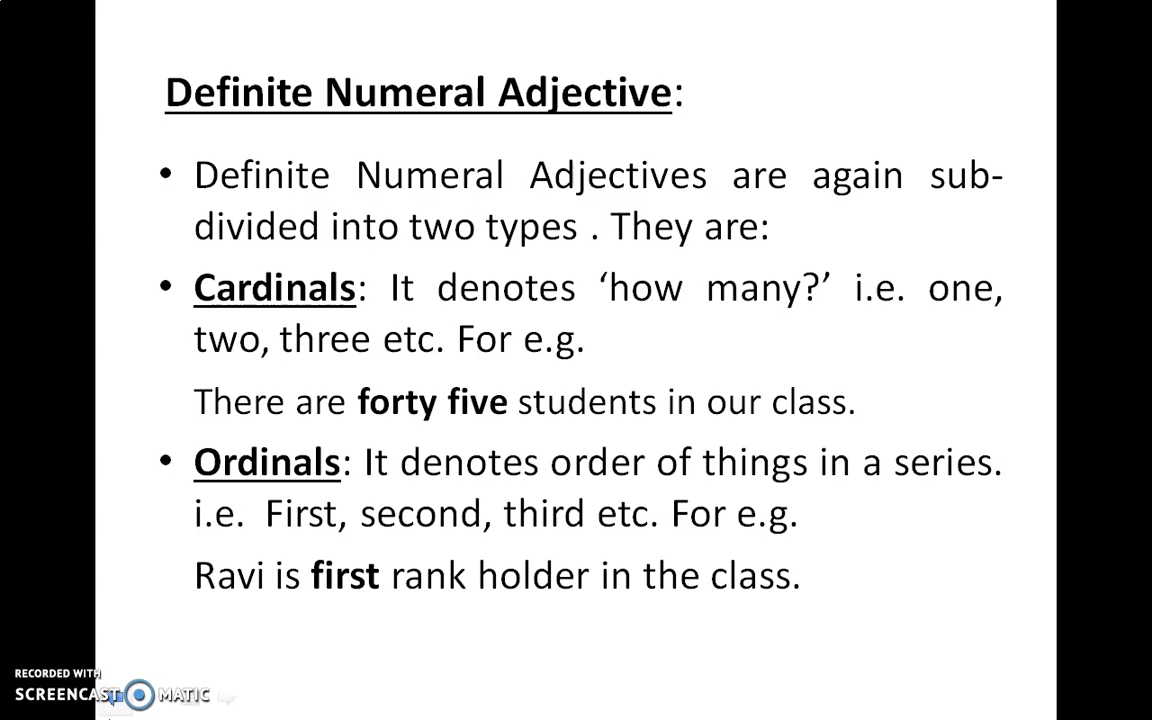 Definite Numeral Adjective:
• Definite Numeral Adjectives are again sub-
divided into two types . They are:
• Cardinals: It denotes ‘how many?’ i.e. one,
two, three etc. For e.g.
There are forty five students in our class.
• Ordinals: It denotes order of things in a series.
i.e. First, second, third etc. For e.g.
Ravi is first rank holder in the class.
RECORDED WITH
SCREENCAST MATIC